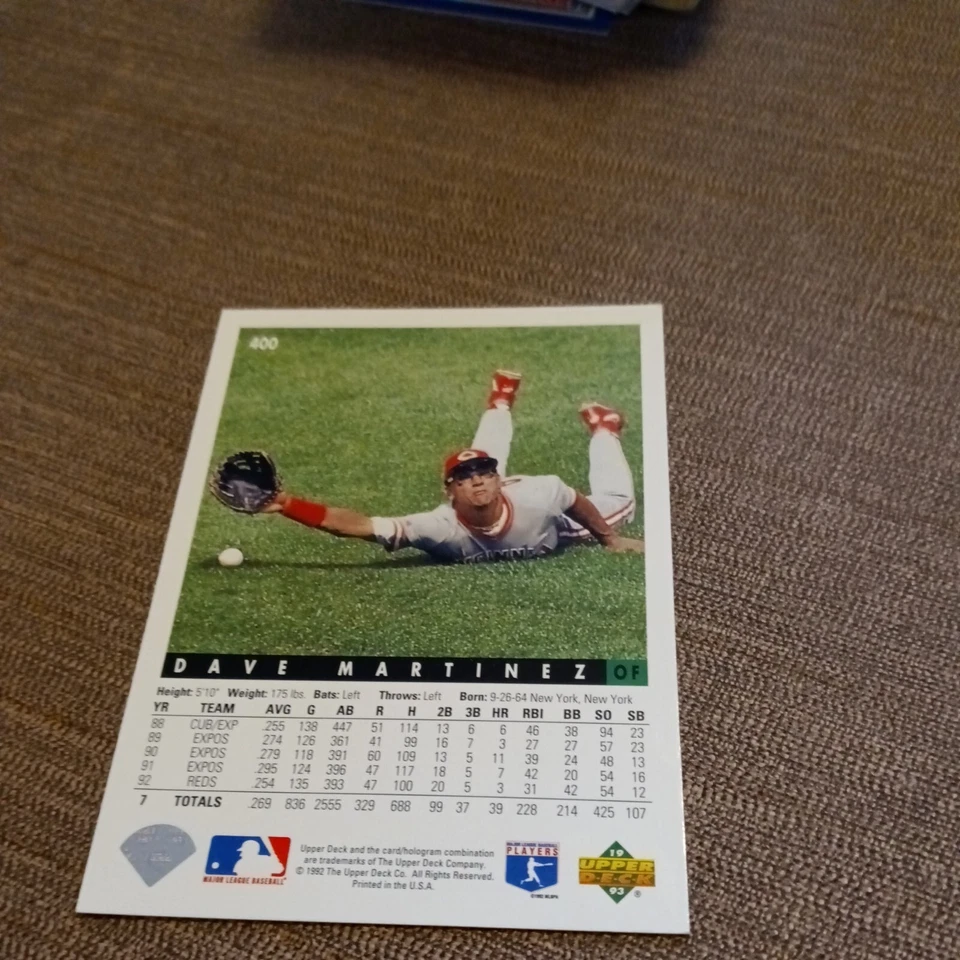 400
CINCINNATI
DAVE MARTINEZ OF
Height: 5'10" Weight: 175 lbs. Bats: Left Throws: Left Born: 9-26-64 New York, New York
YR TEAM AVG G AB R H 2B 3B HR RBI BB SO SB
88 CUB/EXP .255 138 447 51 114 13 6 6 46 38 94 23
89 EXPOS .274 126 361 41 99 16 7 3 27 27 57 23
90 EXPOS .279 118 391 60 109 13 5 11 39 24 48 13
91 EXPOS .295 124 396 47 117 18 5 7 42 20 54 16
92 REDS .254 135 393 47 100 20 5 3 31 42 54 12
7 TOTALS .269 836 2555 329 688 99 37 39 228 214 425 107
MAJOR LEAGUE BASEBALL
Upper Deck and the card/hologram combination
are trademarks of The Upper Deck Company.
© 1992 The Upper Deck Co. All Rights Reserved.
Printed in the U.S.A.
MAJOR LEAGUE BASEBALL
PLAYERS
19
UPPER
DECK
93 ®